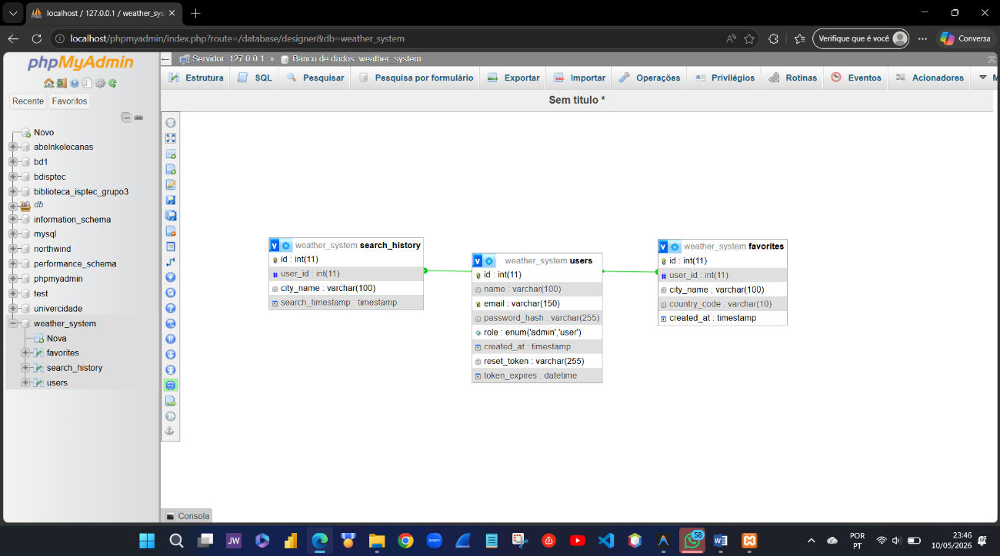 localhost / 127.0.0.1 / weather_sys
localhost/phpmyadmin/index.php?route=/database/designer&db=weather_system
Verifique que é você
Conversa
phpMyAdmin
Recente
Favoritos
Novo
abelnkelecanas
bd1
bdisptec
biblioteca_isptec_grupo3
db
information_schema
mysql
northwind
performance_schema
phpmyadmin
test
univercidade
weather_system
Nova
favorites
search_history
users
Servidor: 127.0.0.1 » Banco de dados: weather_system
Estrutura
SQL
Pesquisar
Pesquisa por formulário
Exportar
Importar
Operações
Privilégios
Rotinas
Eventos
Acionadores
Sem título *
weather_system search_history
id : int(11)
user_id : int(11)
city_name : varchar(100)
search_timestamp : timestamp
weather_system users
id : int(11)
name : varchar(100)
email : varchar(150)
password_hash : varchar(255)
role : enum('admin','user')
created_at : timestamp
reset_token : varchar(255)
token_expires : datetime
weather_system favorites
id : int(11)
user_id : int(11)
city_name : varchar(100)
country_code : varchar(10)
created_at : timestamp
Consola
JW
zoom
58
POR
PT
23:46
10/05/2026